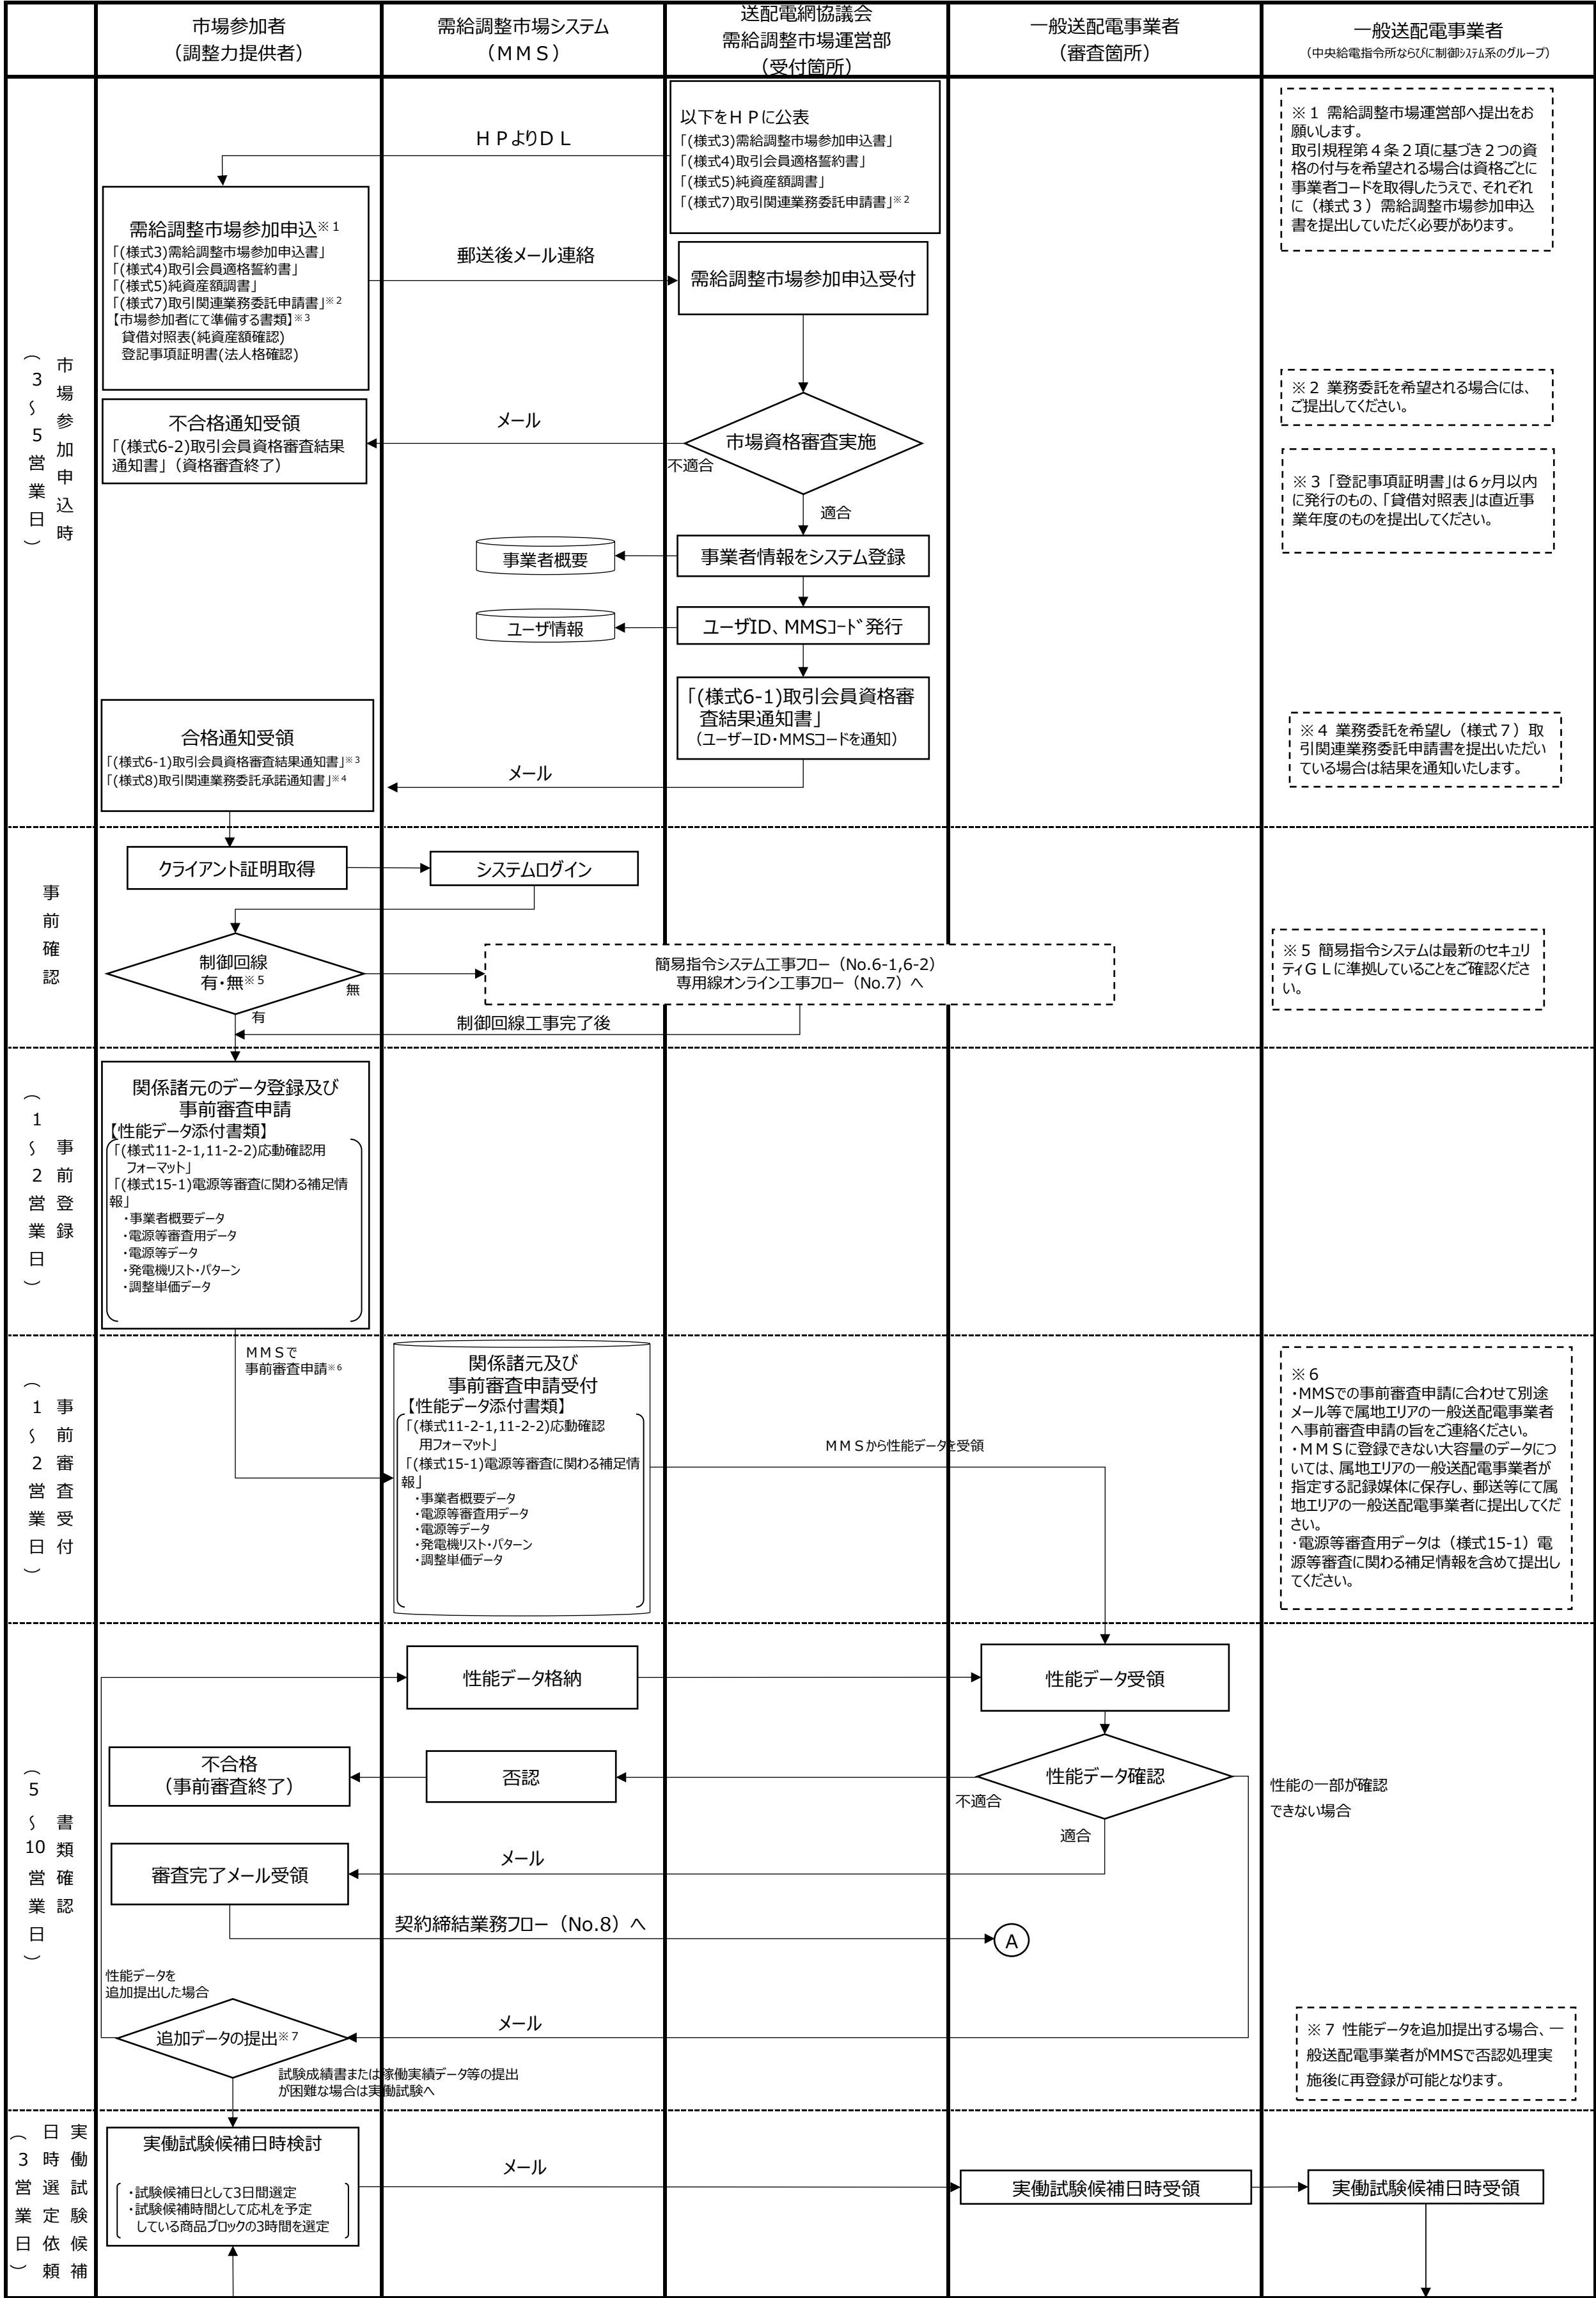 市場参加者
（調整力提供者）
需給調整市場システム
（ＭＭＳ）
送配電網協議会
需給調整市場運営部
（受付箇所）
一般送配電事業者
（審査箇所）
一般送配電事業者
（中央給電指令所ならびに制御ｼｽﾃﾑ系のグループ）
市場参加申込時
（3～5営業日）
以下をＨＰに公表
「(様式3)需給調整市場参加申込書」
「(様式4)取引会員適格誓約書」
「(様式5)純資産額調書」
「(様式7)取引関連業務委託申請書」※2
ＨＰよりＤＬ
需給調整市場参加申込※1
「(様式3)需給調整市場参加申込書」
「(様式4)取引会員適格誓約書」
「(様式5)純資産額調書」
「(様式7)取引関連業務委託申請書」※2
【市場参加者にて準備する書類】※3
貸借対照表(純資産額確認)
登記事項証明書(法人格確認)
郵送後メール連絡
需給調整市場参加申込受付
※１ 需給調整市場運営部へ提出をお
願いします。
取引規程第４条２項に基づき２つの資
格の付与を希望される場合は資格ごとに
事業者コードを取得したうえで、それぞれ
に（様式３）需給調整市場参加申込
書を提出していただく必要があります。
※２ 業務委託を希望される場合には、
ご提出してください。
不合格通知受領
「(様式6-2)取引会員資格審査結果
通知書」（資格審査終了）
メール
市場資格審査実施
不適合
適合
※３「登記事項証明書」は６ヶ月以内
に発行のもの、「貸借対照表」は直近事
業年度のものを提出してください。
事業者概要
事業者情報をシステム登録
ユーザ情報
ユーザID、MMSｺｰﾄﾞ発行
「(様式6-1)取引会員資格審
査結果通知書」
（ユーザーID・MMSコードを通知）
合格通知受領
「(様式6-1)取引会員資格審査結果通知書」※3
「(様式8)取引関連業務委託承諾通知書」※4
メール
※４ 業務委託を希望し（様式７）取
引関連業務委託申請書を提出いただい
ている場合は結果を通知いたします。
事前確認
クライアント証明取得
システムログイン
制御回線
有・無※5
無
有
簡易指令システム工事フロー（No.6-1,6-2）
専用線オンライン工事フロー（No.7）へ
制御回線工事完了後
※５ 簡易指令システムは最新のセキュリ
ティＧＬに準拠していることをご確認くださ
い。
事前登録
（1～2営業日）
関係諸元のデータ登録及び
事前審査申請
【性能データ添付書類】
「(様式11-2-1,11-2-2)応動確認用
フォーマット」
「(様式15-1)電源等審査に関わる補足情
報」
・事業者概要データ
・電源等審査用データ
・電源等データ
・発電機リスト・パターン
・調整単価データ
事前審査受付
（1～2営業日）
ＭＭＳで
事前審査申請※6
関係諸元及び
事前審査申請受付
【性能データ添付書類】
「(様式11-2-1,11-2-2)応動確認
用フォーマット」
「(様式15-1)電源等審査に関わる補足情
報」
・事業者概要データ
・電源等審査用データ
・電源等データ
・発電機リスト・パターン
・調整単価データ
ＭＭＳから性能データを受領
※６
・MMSでの事前審査申請に合わせて別途
メール等で属地エリアの一般送配電事業者
へ事前審査申請の旨をご連絡ください。
・ＭＭＳに登録できない大容量のデータにつ
いては、属地エリアの一般送配電事業者が
指定する記録媒体に保存し、郵送等にて属
地エリアの一般送配電事業者に提出してくだ
さい。
・電源等審査用データは（様式15-1）電
源等審査に関わる補足情報を含めて提出し
てください。
書類確認
（5～10営業日）
性能データ格納
性能データ受領
不合格
（事前審査終了）
否認
性能データ確認
不適合
適合
性能の一部が確認
できない場合
審査完了メール受領
メール
契約締結業務フロー（No.8）へ
A
性能データを
追加提出した場合
追加データの提出※7
メール
試験成績書または稼働実績データ等の提出
が困難な場合は実働試験へ
※７ 性能データを追加提出する場合、一
般送配電事業者がMMSで否認処理実
施後に再登録が可能となります。
実働試験候補
日時選定依頼
（3営業日）
実働試験候補日時検討
・試験候補日として3日間選定
・試験候補時間として応札を予定
している商品ブロックの3時間を選定
メール
実働試験候補日時受領
実働試験候補日時受領